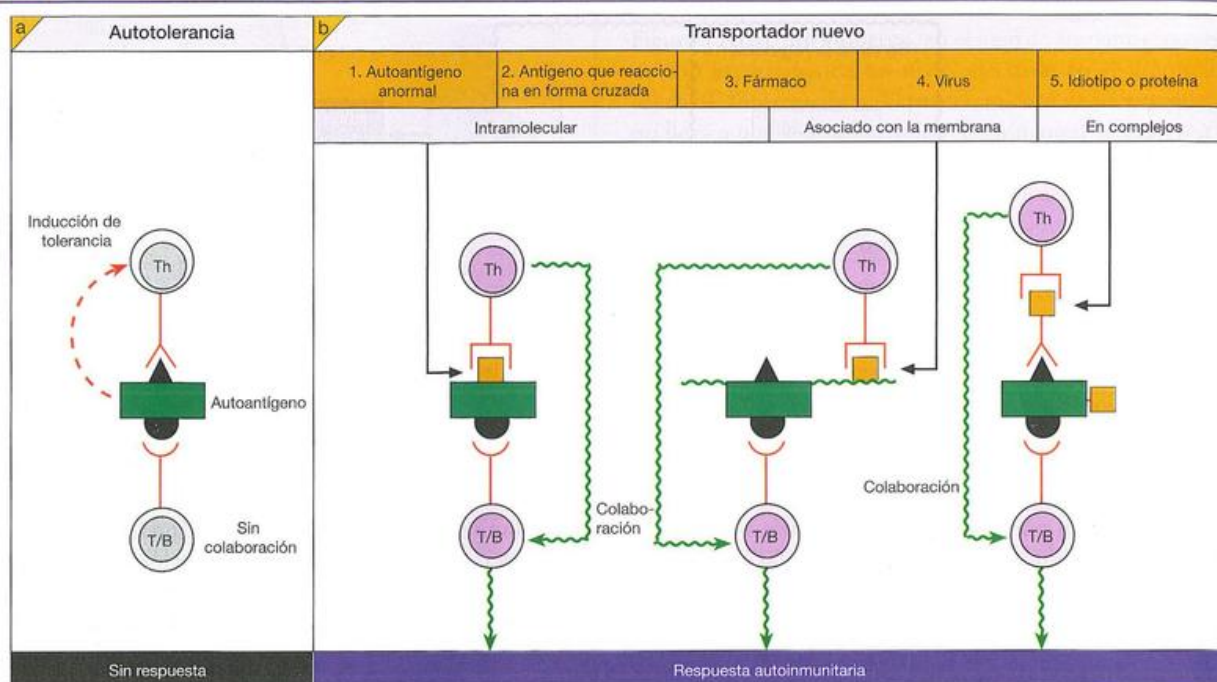 a
Autotolerancia
b
Transportador nuevo
1. Autoantígeno
anormal
2. Antígeno que reaccio-
na en forma cruzada
3. Fármaco
4. Virus
5. Idiotipo o proteína
Intramolecular
Asociado con la membrana
En complejos
Inducción de
tolerancia
Th
Autoantígeno
Sin
colaboración
T/B
Th
T/B
Colabo-
ración
Th
T/B
Th
Colaboración
T/B
Sin respuesta
Respuesta autoinmunitaria